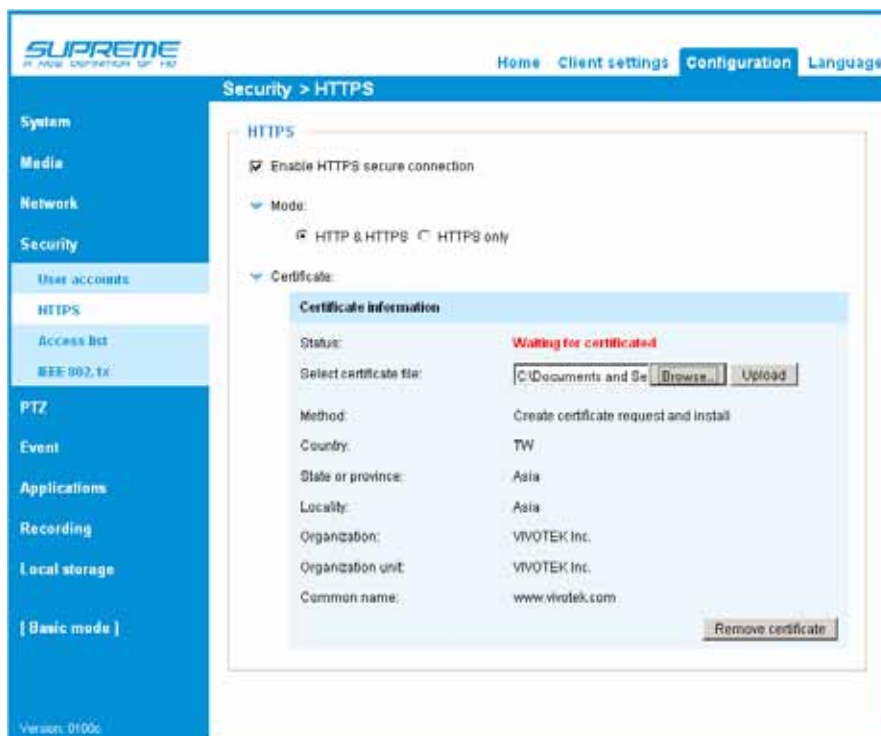 SUPREME
A NEW DEFINITION OF HD
Home Client settings Configuration Language
Security > HTTPS
System
Media
Network
Security
User accounts
HTTPS
Access list
IEEE 802.1x
PTZ
Event
Applications
Recording
Local storage
[ Basic mode ]
Version: 0100c
HTTPS
Enable HTTPS secure connection
Mode:
HTTP & HTTPS HTTPS only
Certificate:
Certificate information
Status: Waiting for certificated
Select certificate file: C:\Documents and Se Browse... Upload
Method: Create certificate request and install
Country: TW
State or province: Asia
Locality: Asia
Organization: VIVOTEK Inc.
Organization unit: VIVOTEK Inc.
Common name: www.vivotek.com
Remove certificate